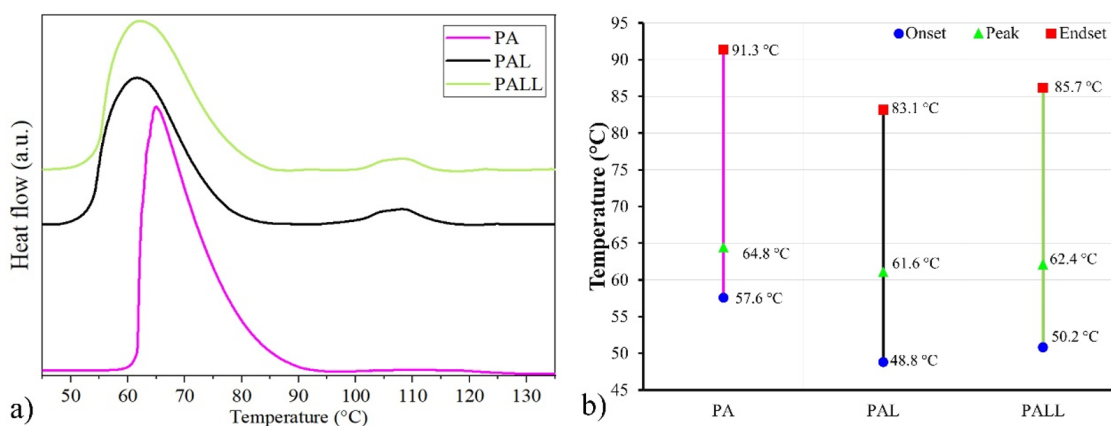 PA
PAL
PALL
Heat flow (a.u.)
50 60 70 80 90 100 110 120 130
Temperature (°C)
a)
Onset Peak Endset
95
90
85
80
75
70
65
60
55
50
45
Temperature (°C)
91.3 °C
64.8 °C
57.6 °C
83.1 °C
61.6 °C
48.8 °C
85.7 °C
62.4 °C
50.2 °C
PA PAL PALL
b)